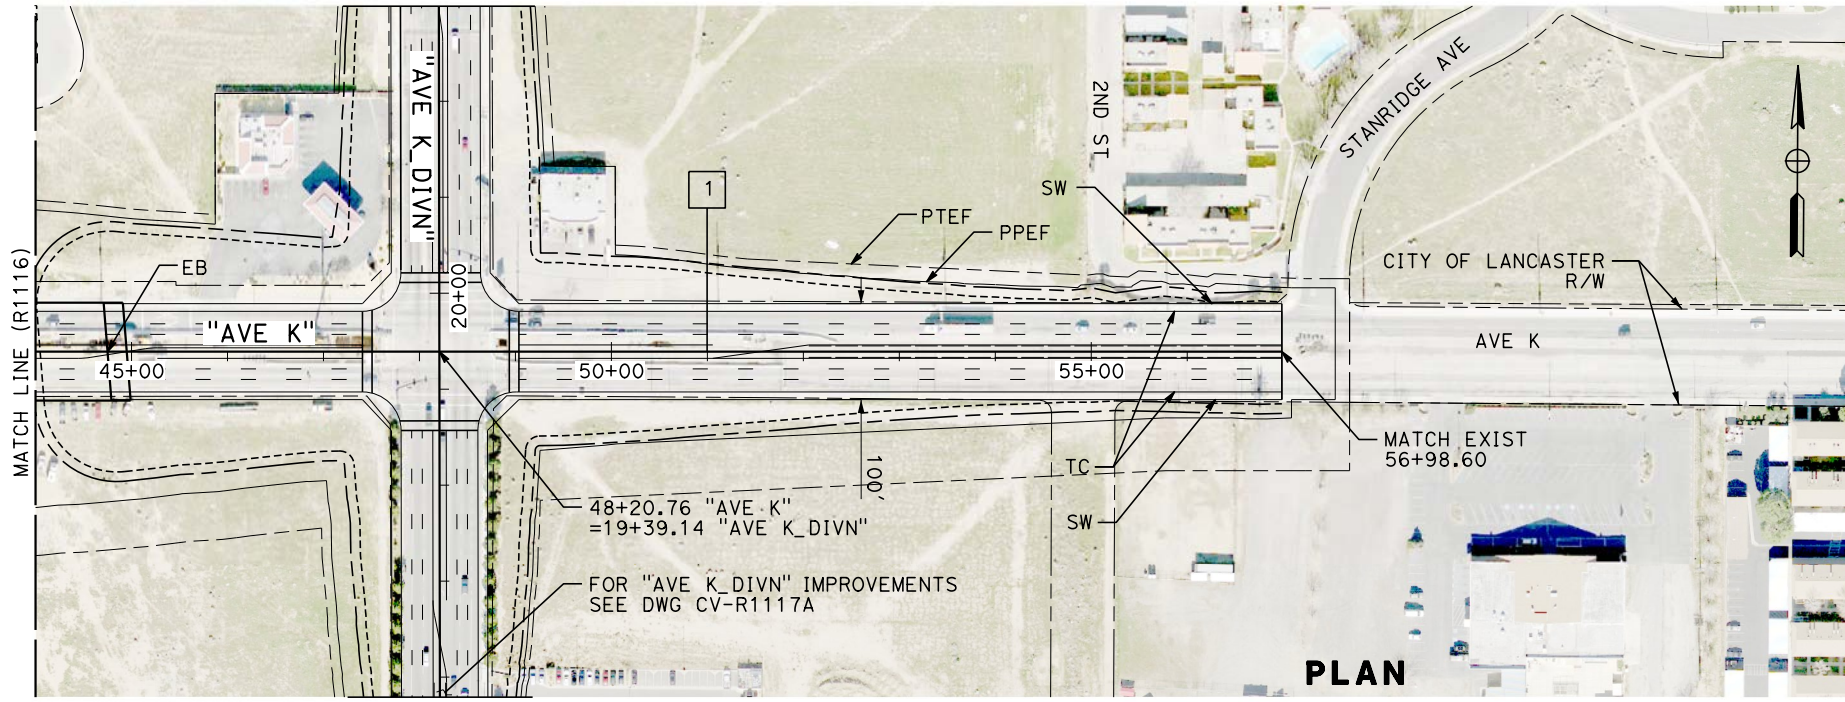 "AVE K_DIVN"
2ND ST
STANRIDGE AVE
1
SW
PTEF
PPEF
EB
CITY OF LANCASTER
R/W
MATCH LINE (R1116)
20+00
"AVE K"
AVE K
45+00
50+00
55+00
MATCH EXIST
56+98.60
TC
100'
48+20.76 "AVE K"
=19+39.14 "AVE K_DIVN"
SW
FOR "AVE K_DIVN" IMPROVEMENTS
SEE DWG CV-R1117A
PLAN